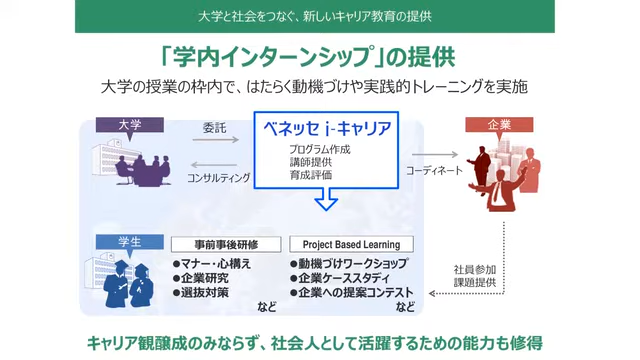 大学と社会をつなぐ、新しいキャリア教育の提供
「学内インターンシップ」の提供
大学の授業の枠内で、はたらく動機づけや実践的トレーニングを実施
大学
委託
コンサルティング
ベネッセ i-キャリア
プログラム作成
講師提供
育成評価
コーディネート
企業
学生
事前事後研修
●マナー・心構え
●企業研究
●選抜対策
など
Project Based Learning
●動機づけワークショップ
●企業ケーススタディ
●企業への提案コンテスト
など
社員参加
課題提供
キャリア観醸成のみならず、社会人として活躍するための能力も修得